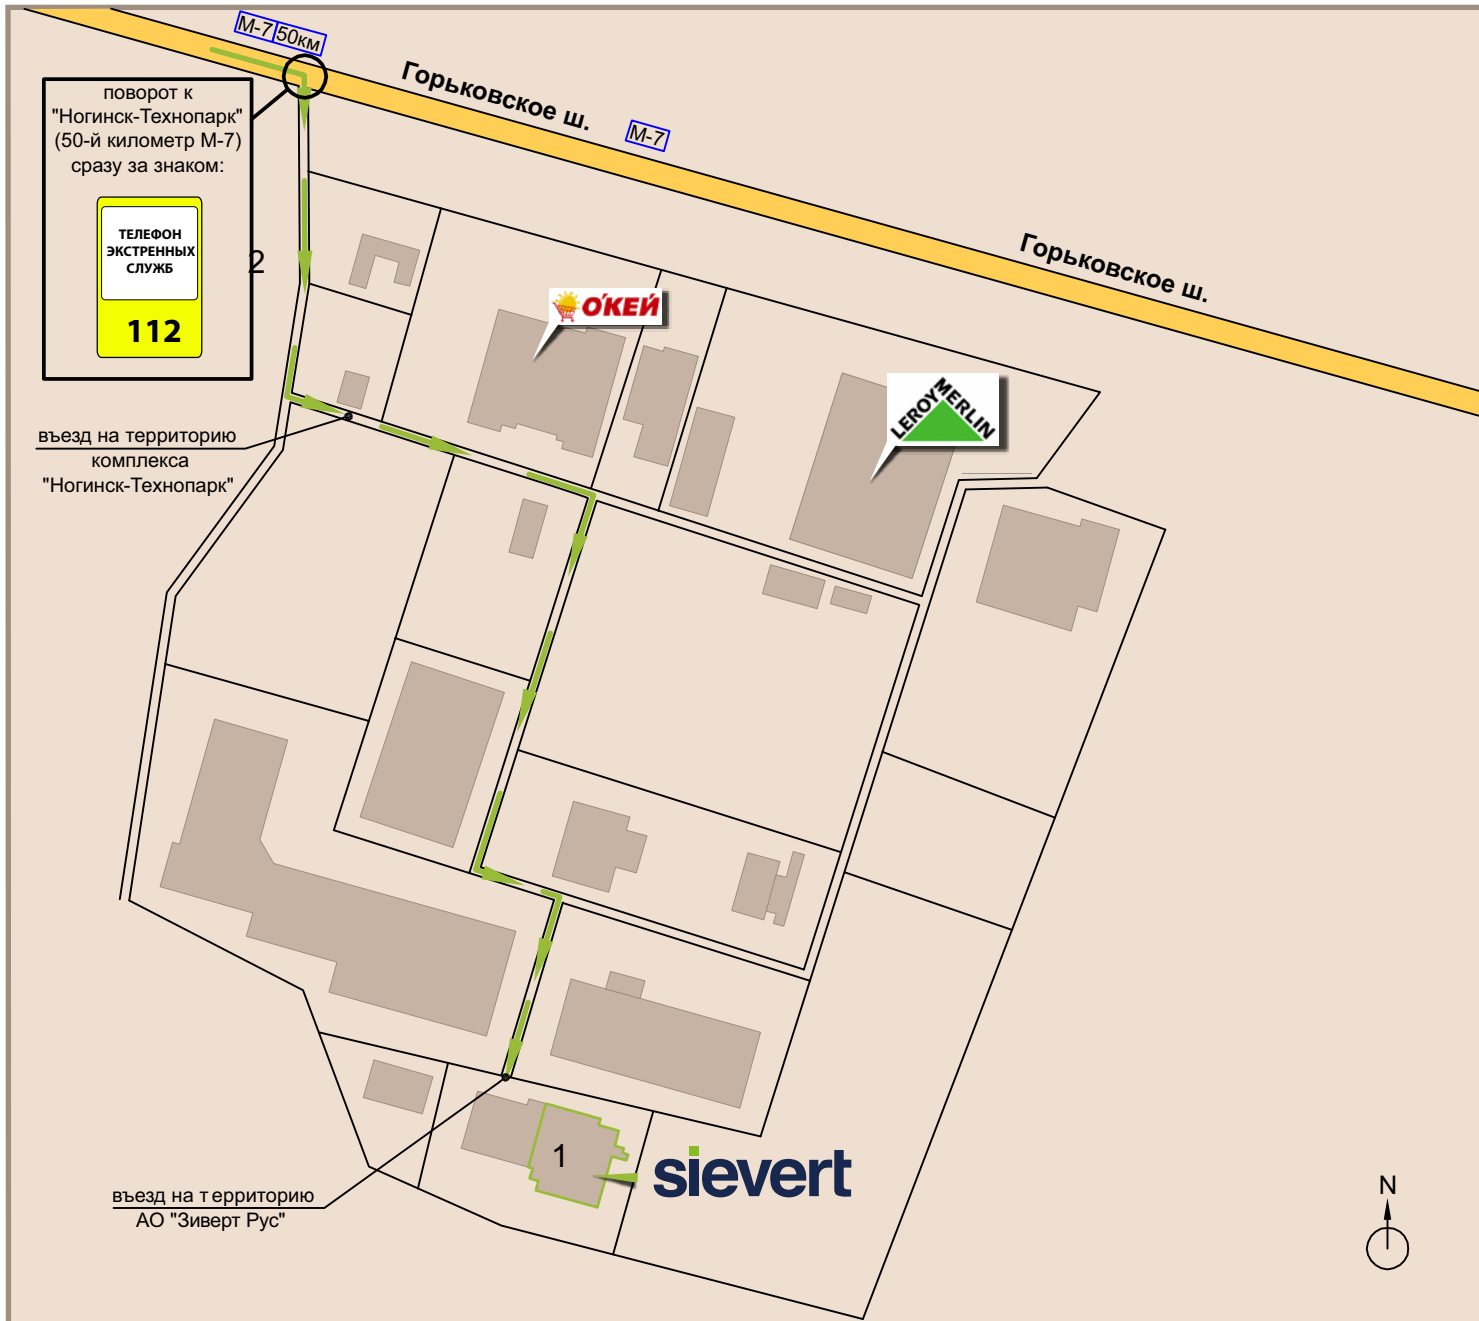 М-7 50км
Горьковское ш.
М-7
поворот к
"Ногинск-Технопарк"
(50-й километр М-7)
сразу за знаком:
ТЕЛЕФОН
ЭКСТРЕННЫХ
СЛУЖБ
112
2
Горьковское ш.
О'КЕЙ
LEROY MERLIN
въезд на территорию
комплекса
"Ногинск-Технопарк"
1
sievert
въезд на территорию
АО "Зиверт Рус"
N